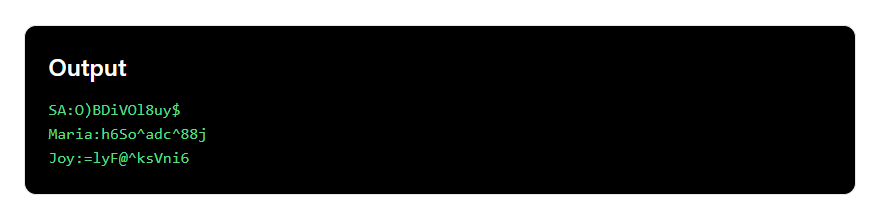 Output
SA:O)BDiVOl8uy$
Maria:h6So^adc^88j
Joy:=lyF@^ksVni6